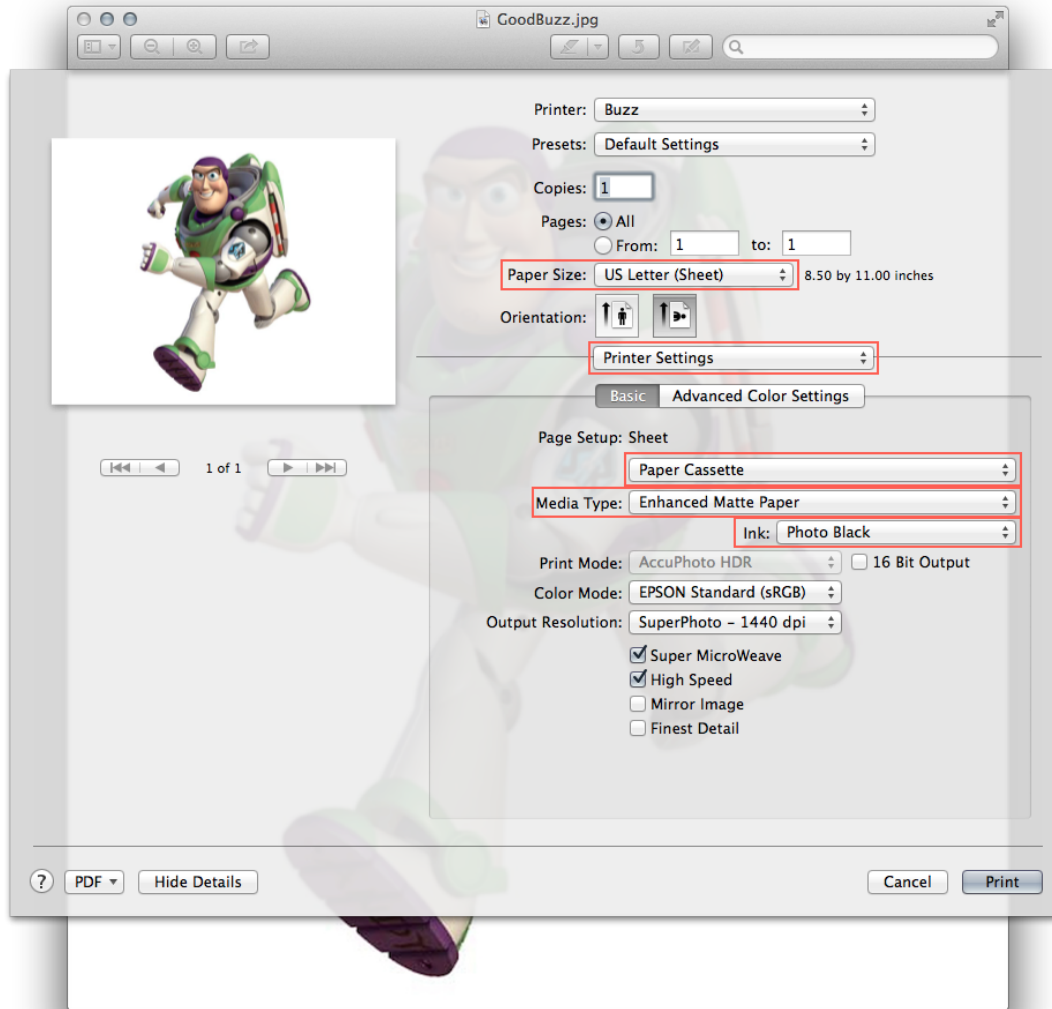 GoodBuzz.jpg
Printer: Buzz
Presets: Default Settings
Copies: 1
Pages: All
From: 1 to: 1
Paper Size: US Letter (Sheet) 8.50 by 11.00 inches
Orientation:
Printer Settings
Basic Advanced Color Settings
Page Setup: Sheet
Paper Cassette
Media Type: Enhanced Matte Paper
Ink: Photo Black
1 of 1
Print Mode: AccuPhoto HDR 16 Bit Output
Color Mode: EPSON Standard (sRGB)
Output Resolution: SuperPhoto – 1440 dpi
Super MicroWeave
High Speed
Mirror Image
Finest Detail
? PDF Hide Details Cancel Print